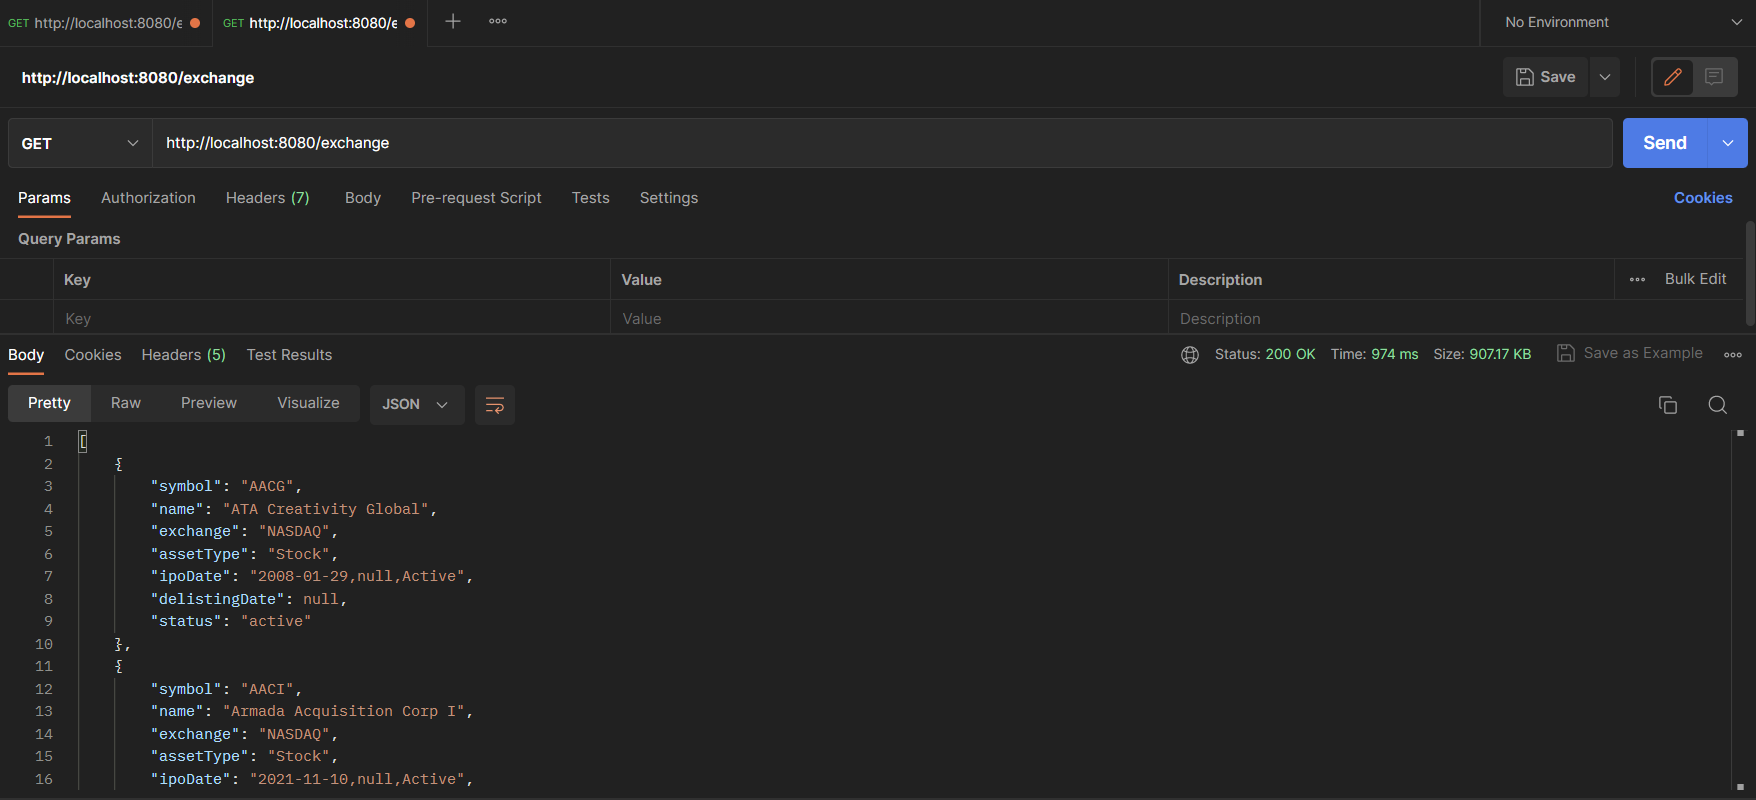 GET http://localhost:8080/e GET http://localhost:8080/e No Environment
http://localhost:8080/exchange Save
GET http://localhost:8080/exchange Send
Params Authorization Headers (7) Body Pre-request Script Tests Settings Cookies
Query Params
Key Value Description Bulk Edit
Key Value Description
Body Cookies Headers (5) Test Results Status: 200 OK Time: 974 ms Size: 907.17 KB Save as Example
Pretty Raw Preview Visualize JSON
1 [
2 {
3 "symbol": "AACG",
4 "name": "ATA Creativity Global",
5 "exchange": "NASDAQ",
6 "assetType": "Stock",
7 "ipoDate": "2008-01-29,null,Active",
8 "delistingDate": null,
9 "status": "active"
10 },
11 {
12 "symbol": "AACI",
13 "name": "Armada Acquisition Corp I",
14 "exchange": "NASDAQ",
15 "assetType": "Stock",
16 "ipoDate": "2021-11-10,null,Active",